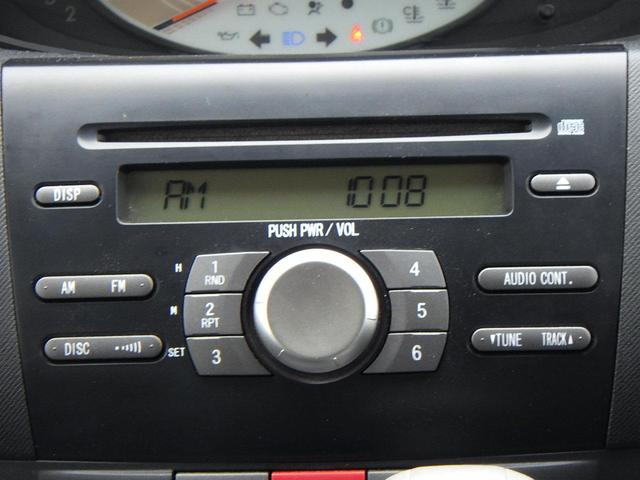 2
DISP
AM 1008
PUSH PWR / VOL
H 1 RND 4
AM FM
AUDIO CONT.
M 2 RPT 5
DISC
SET 3 6
▼TUNE TRACK▲